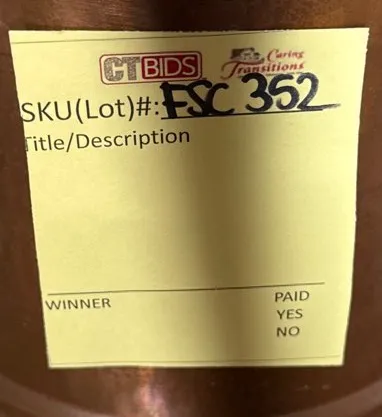 CTBIDS Caring Transitions
SKU(Lot)#: FSC 352
Title/Description
WINNER PAID
YES
NO